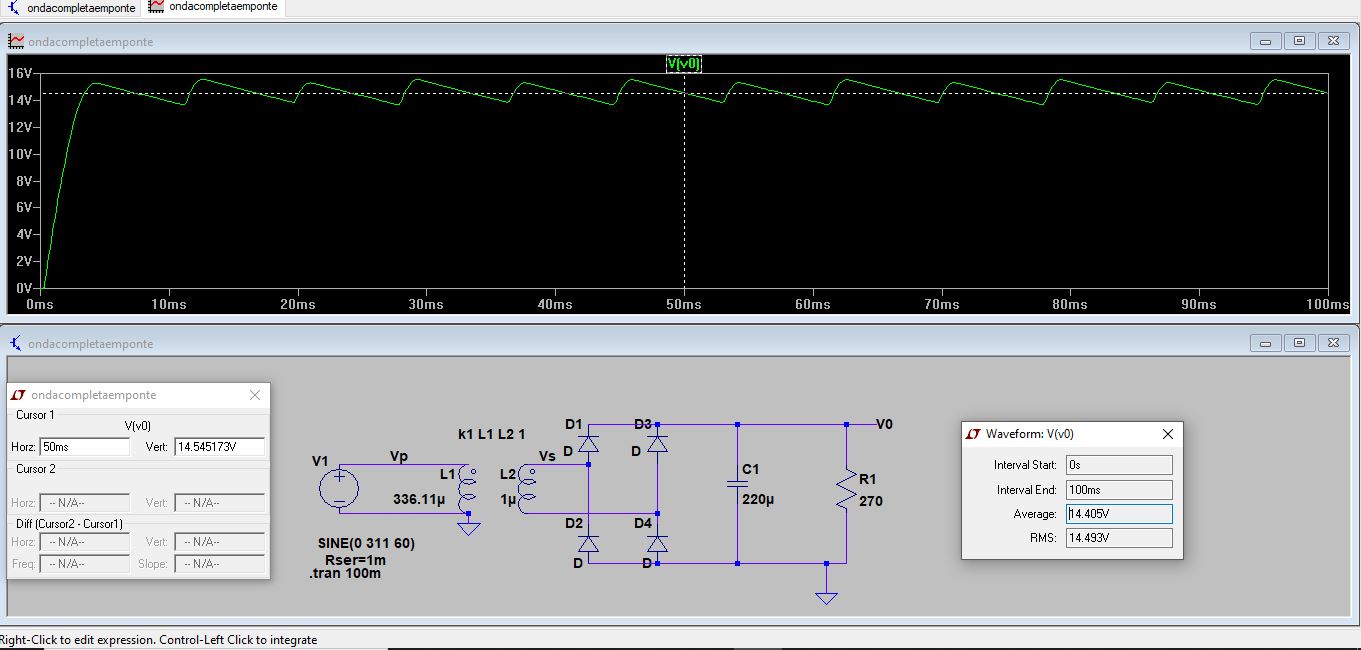 ondacompletaemponte ondacompletaemponte
ondacompletaemponte
V(v0)
16V
14V
12V
10V
8V
6V
4V
2V
0V
0ms 10ms 20ms 30ms 40ms 50ms 60ms 70ms 80ms 90ms 100ms
ondacompletaemponte
ondacompletaemponte
Cursor 1
V(v0)
Horz: 50ms Vert: 14.545173V
Cursor 2
Horz: -- N/A-- Vert: -- N/A--
Diff (Cursor2 - Cursor1)
Horz: -- N/A-- Vert: -- N/A--
Freq: -- N/A-- Slope: -- N/A--
k1 L1 L2 1
V1
Vp
L1
336.11µ
L2
1µ
Vs
SINE(0 311 60)
Rser=1m
.tran 100m
D1
D
D3
D
D2
D
D4
D
C1
220µ
V0
R1
270
Waveform: V(v0)
Interval Start: 0s
Interval End: 100ms
Average: 14.405V
RMS: 14.493V
Right-Click to edit expression. Control-Left Click to integrate